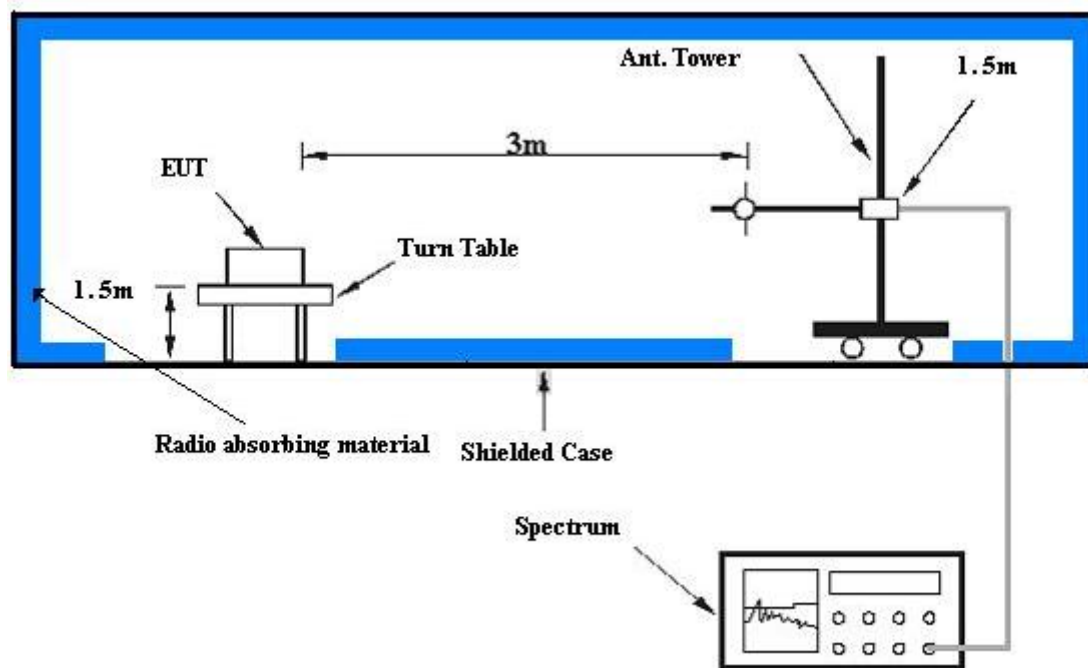 Ant. Tower
1.5m
3m
EUT
Turn Table
1.5m
Radio absorbing material
Shielded Case
Spectrum